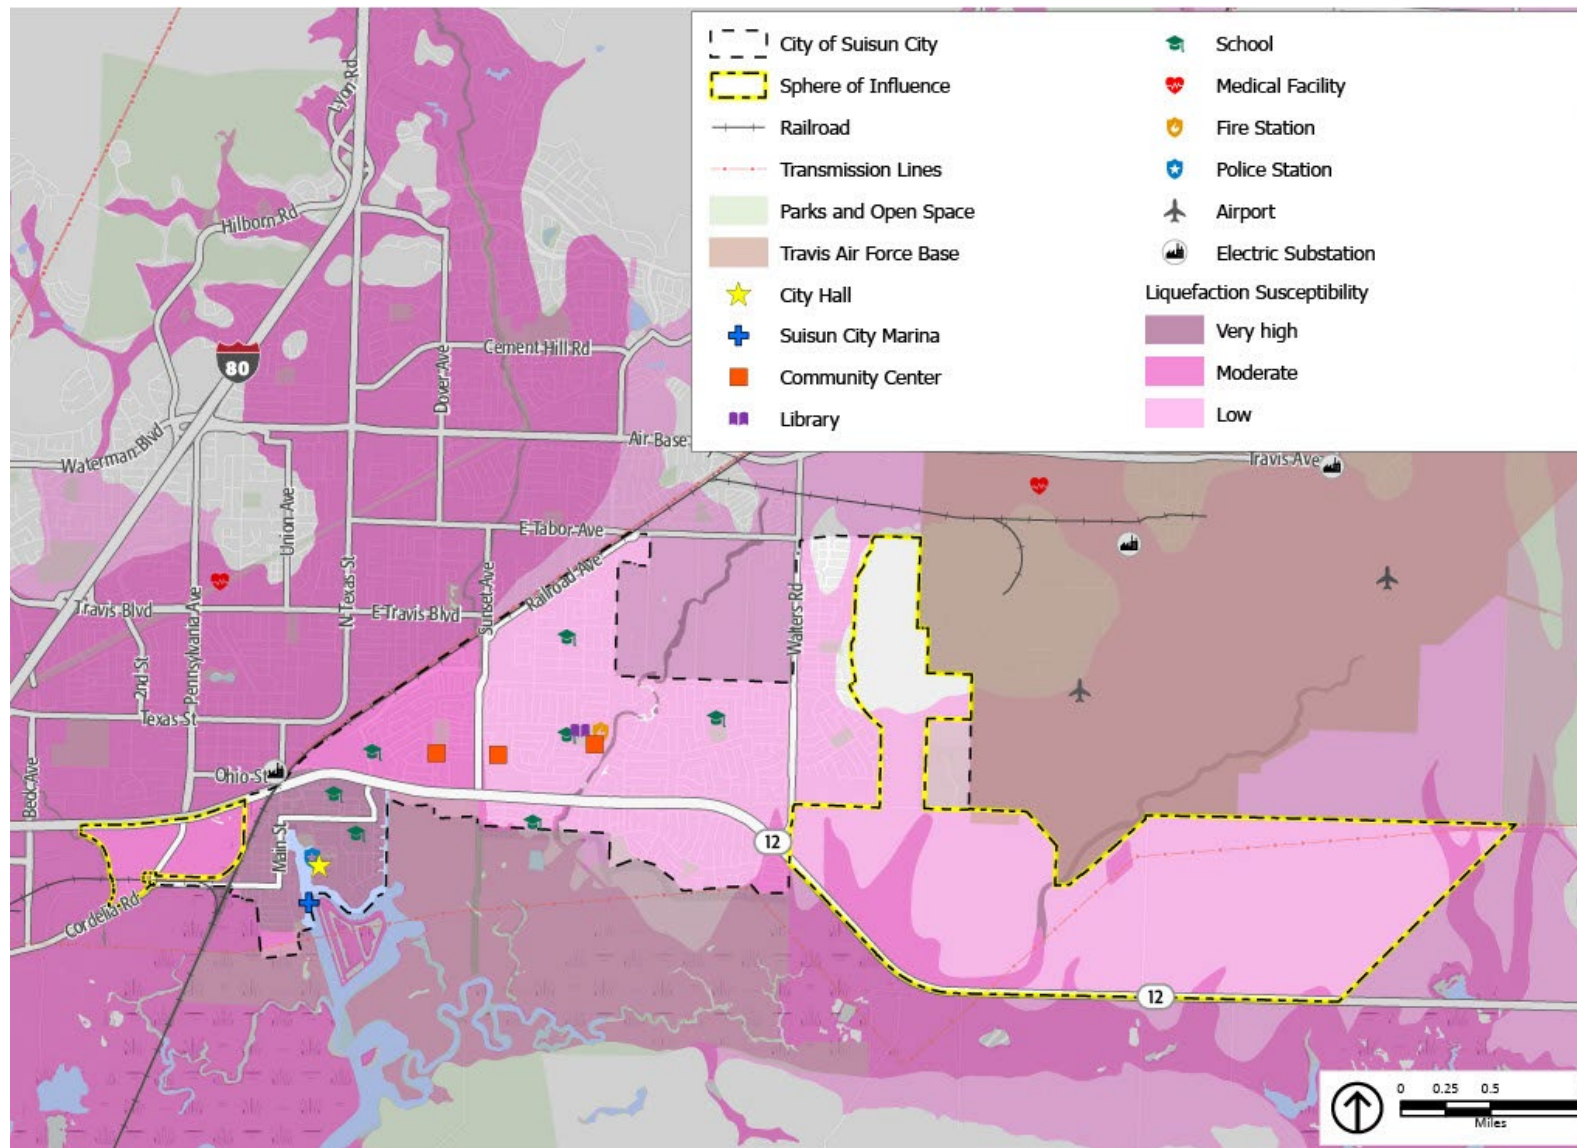 City of Suisun City
Sphere of Influence
Railroad
Transmission Lines
Parks and Open Space
Travis Air Force Base
City Hall
Suisun City Marina
Community Center
Library
School
Medical Facility
Fire Station
Police Station
Airport
Electric Substation
Liquefaction Susceptibility
Very high
Moderate
Low
Lyon Rd
Hilborn Rd
80
Cement Hill Rd
Dover Ave
Waterman Blvd
Air Base
Travis Ave
Union Ave
E Tabor Ave
Railroad Ave
N Texas St
Pennsylvania Ave
Travis Blvd
E Travis Blvd
Sunset Ave
Walters Rd
2nd St
Texas St
Ohio St
Beck Ave
Main St
12
Cordelia Rd
12
0 0.25 0.5
Miles